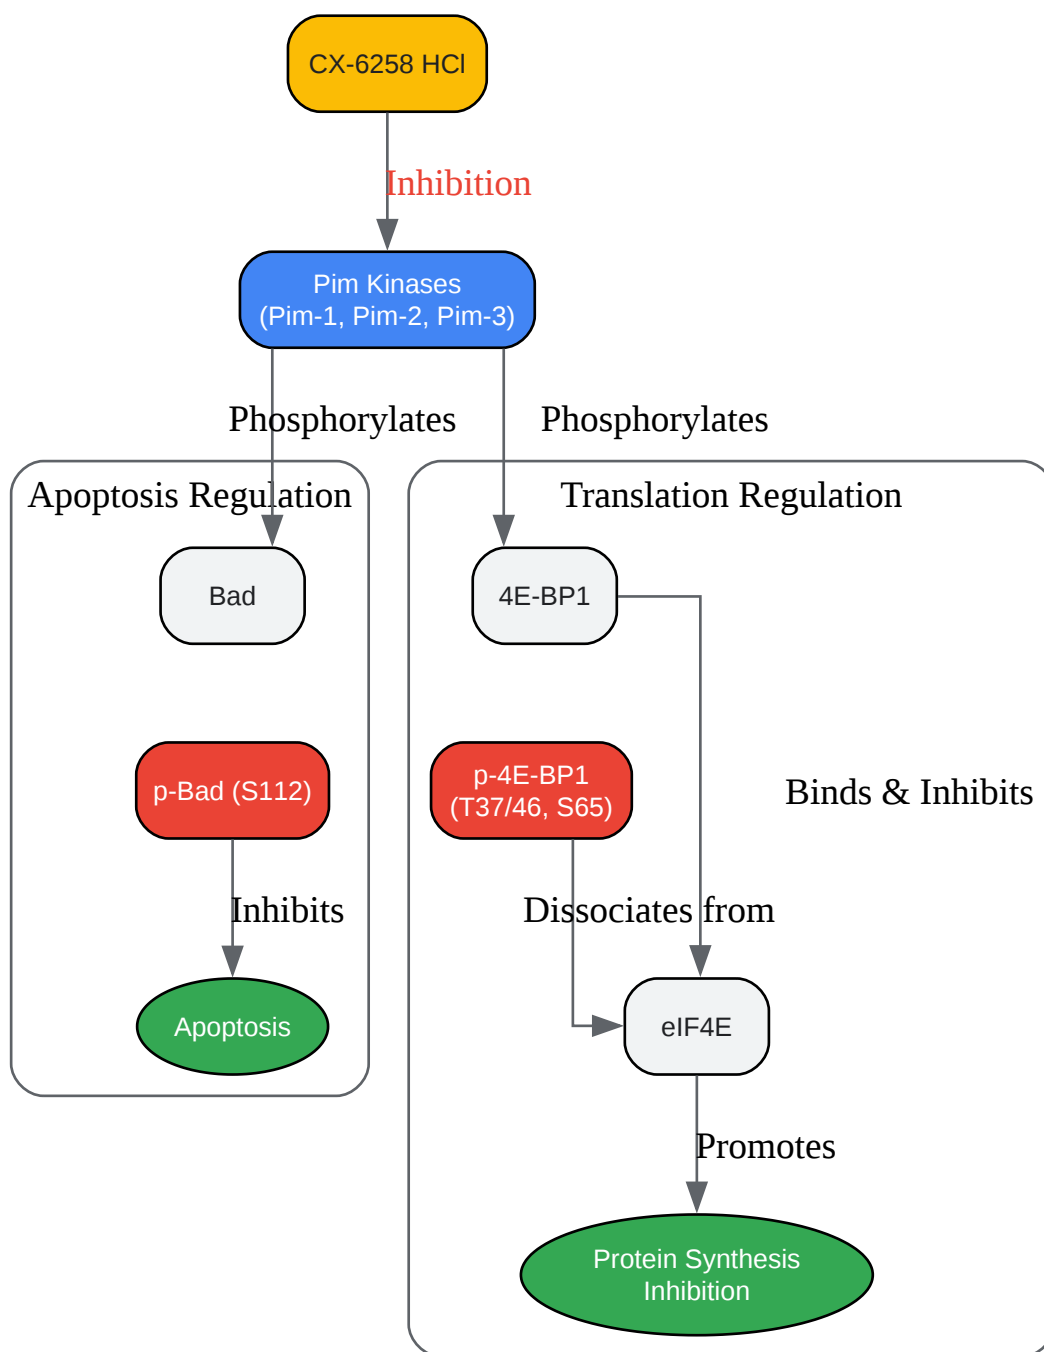 CX-6258 HCl
Inhibition
Pim Kinases
(Pim-1, Pim-2, Pim-3)
Phosphorylates
Phosphorylates
Apoptosis Regulation
Translation Regulation
Bad
4E-BP1
p-Bad (S112)
p-4E-BP1
(T37/46, S65)
Binds & Inhibits
Inhibits
Dissociates from
Apoptosis
eIF4E
Promotes
Protein Synthesis
Inhibition